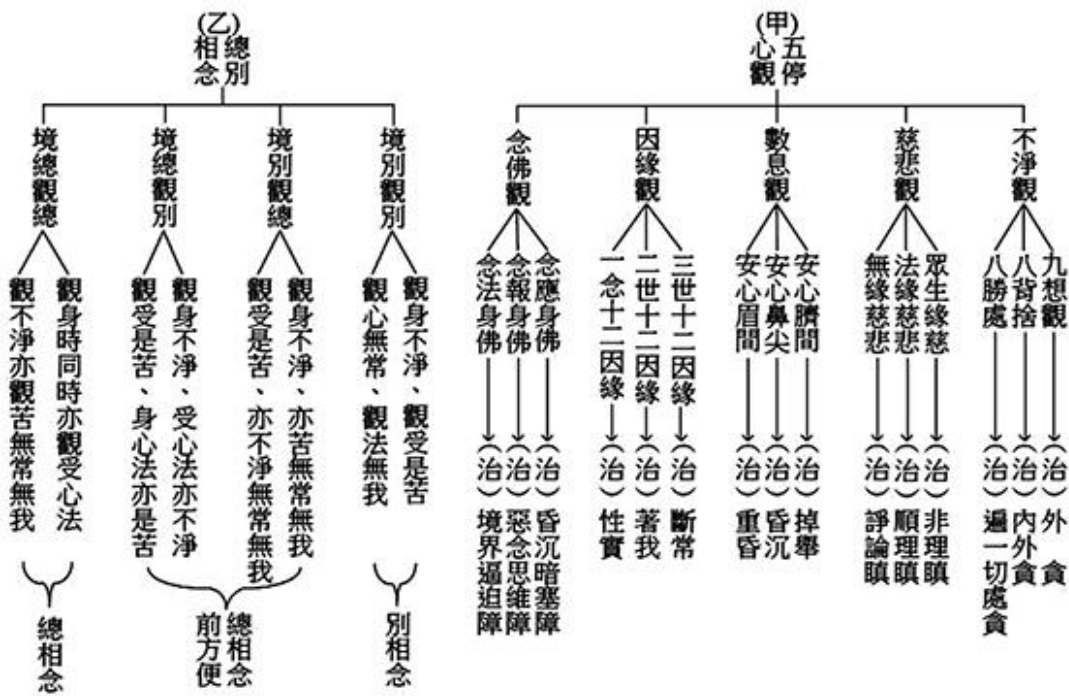 (甲)五停心觀
不淨觀
九想觀(治)外貪
八背捨(治)內外貪
八勝處(治)遍一切處貪
慈悲觀
眾生緣慈(治)非理瞋
法緣慈悲(治)順理瞋
無緣慈悲(治)諍論瞋
數息觀
安心臍間(治)掉舉
安心鼻尖(治)昏沉
安心眉間(治)重昏
因緣觀
三世十二因緣(治)斷常
二世十二因緣(治)著我
一念十二因緣(治)性實
念佛觀
念應身佛(治)昏沉暗塞障
念報身佛(治)惡念思維障
念法身佛(治)境界逼迫障
(乙)總別相念
境別觀別
觀身不淨、觀受是苦
觀心無常、觀法無我
別相念
境別觀總
觀身不淨、亦苦無常無我
觀受是苦、亦不淨無常無我
境總觀別
觀身不淨、受心法亦不淨
觀受是苦、身心法亦是苦
總相念前方便
境總觀總
觀身時同時亦觀受心法
觀不淨亦觀苦無常無我
總相念